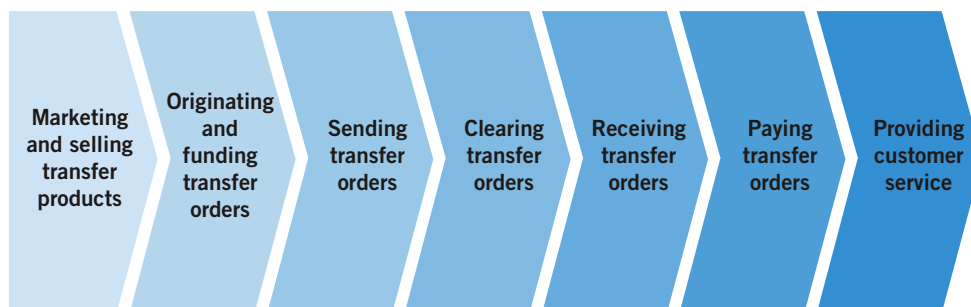 Marketing
and selling
transfer
products
Originating
and
funding
transfer
orders
Sending
transfer
orders
Clearing
transfer
orders
Receiving
transfer
orders
Paying
transfer
orders
Providing
customer
service